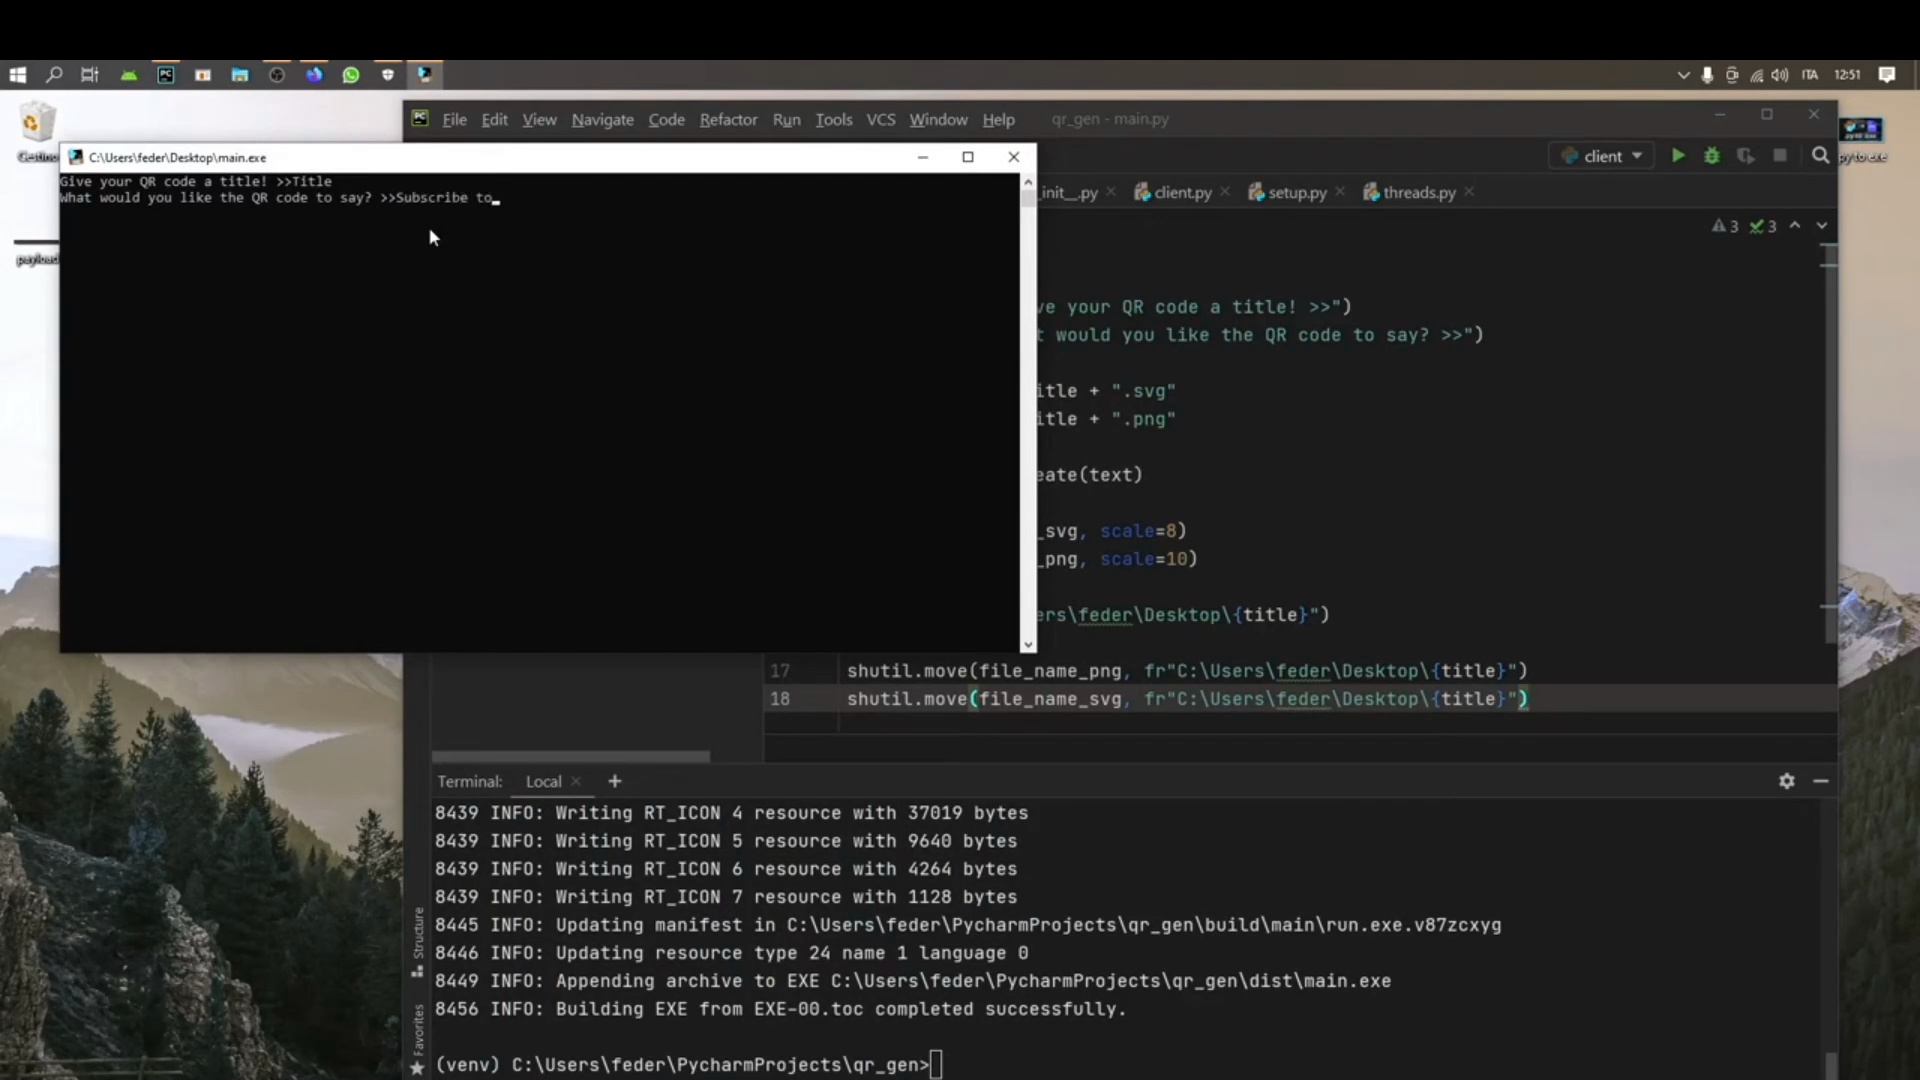 ITA 12:51
File Edit View Navigate Code Refactor Run Tools VCS Window Help qr_gen - main.py
Cestino
py to exe
C:\Users\feder\Desktop\main.exe
client
Give your QR code a title! >>Title
What would you like the QR code to say? >>Subscribe to_
_init__.py client.py setup.py threads.py
3 3
payload
ve your QR code a title! >>")
t would you like the QR code to say? >>")
itle + ".svg"
itle + ".png"
eate(text)
_svg, scale=8)
_png, scale=10)
ers\feder\Desktop\{title}")
17 shutil.move(file_name_png, fr"C:\Users\feder\Desktop\{title}")
18 shutil.move(file_name_svg, fr"C:\Users\feder\Desktop\{title}")
Terminal: Local +
8439 INFO: Writing RT_ICON 4 resource with 37019 bytes
8439 INFO: Writing RT_ICON 5 resource with 9640 bytes
8439 INFO: Writing RT_ICON 6 resource with 4264 bytes
8439 INFO: Writing RT_ICON 7 resource with 1128 bytes
8445 INFO: Updating manifest in C:\Users\feder\PycharmProjects\qr_gen\build\main\run.exe.v87zcxyg
8446 INFO: Updating resource type 24 name 1 language 0
8449 INFO: Appending archive to EXE C:\Users\feder\PycharmProjects\qr_gen\dist\main.exe
8456 INFO: Building EXE from EXE-00.toc completed successfully.
(venv) C:\Users\feder\PycharmProjects\qr_gen>
Structure
Favorites